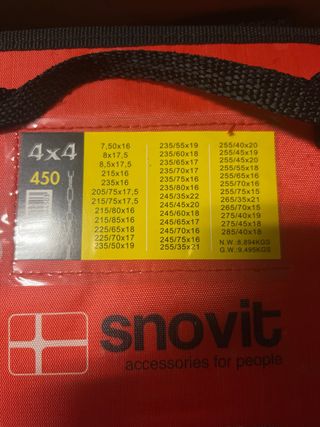 4x4
450
7,50x16
8x17,5
8,5x17,5
215x16
235x16
205/75x17,5
215/75x17,5
215/80x16
215/85x16
225/65x18
225/70x17
235/50x19
235/55x19
235/60x18
235/65x17
235/70x16
235/75x16
235/80x16
245/35x22
245/45x20
245/60x18
245/65x17
245/70x16
245/75x16
255/35x21
255/40x20
255/45x19
255/45x20
255/55x18
255/55x19
255/60x18
255/70x16
255/75x15
265/35x21
265/70x15
275/40x19
275/45x18
285/40x18
N.W.:8,894KGS
G.W.:9,495KGS
snovit
accessories for people